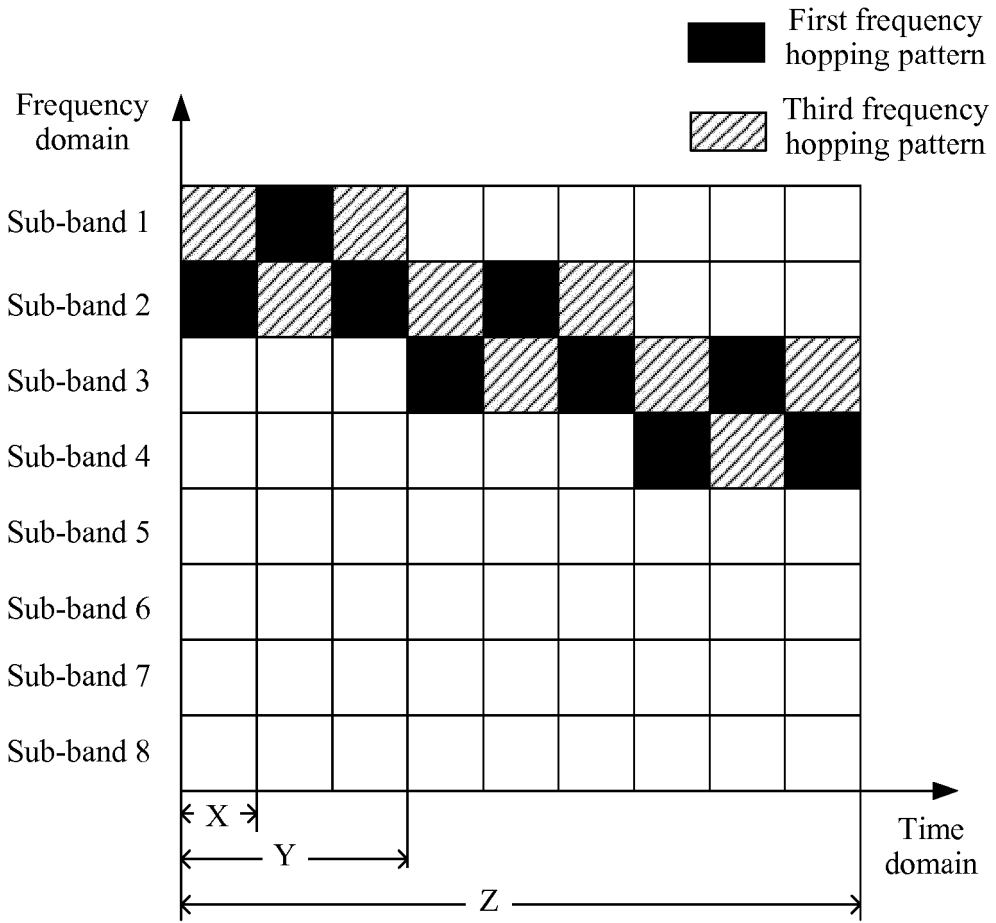 First frequency
hopping pattern
Third frequency
hopping pattern
Frequency
domain
Sub-band 1
Sub-band 2
Sub-band 3
Sub-band 4
Sub-band 5
Sub-band 6
Sub-band 7
Sub-band 8
X
Y
Z
Time
domain